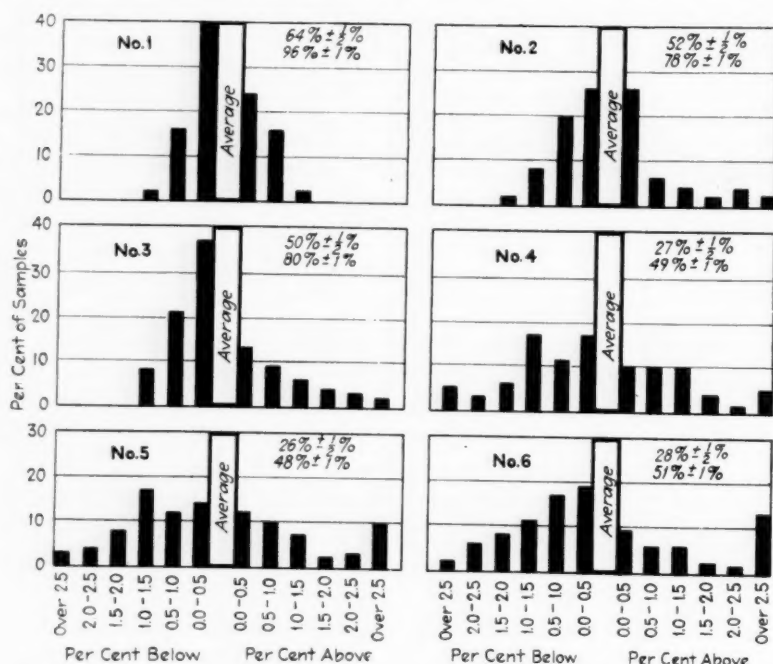 Per Cent of Samples
40
30
20
10
0
No.1
Average
64% ± ½%
96% ± 1%
No.2
Average
52% ± ½%
78% ± 1%
40
30
20
10
0
No.3
Average
50% ± ½%
80% ± 1%
No.4
Average
27% ± ½%
49% ± 1%
30
20
10
0
No.5
Average
26% ± ½%
48% ± 1%
No.6
Average
28% ± ½%
51% ± 1%
Over 2.5
2.0-2.5
1.5-2.0
1.0-1.5
0.5-1.0
0.0-0.5
0.0-0.5
0.5-1.0
1.0-1.5
1.5-2.0
2.0-2.5
Over 2.5
Over 2.5
2.0-2.5
1.5-2.0
1.0-1.5
0.5-1.0
0.0-0.5
0.0-0.5
0.5-1.0
1.0-1.5
1.5-2.0
2.0-2.5
Over 2.5
Per Cent Below
Per Cent Above
Per Cent Below
Per Cent Above